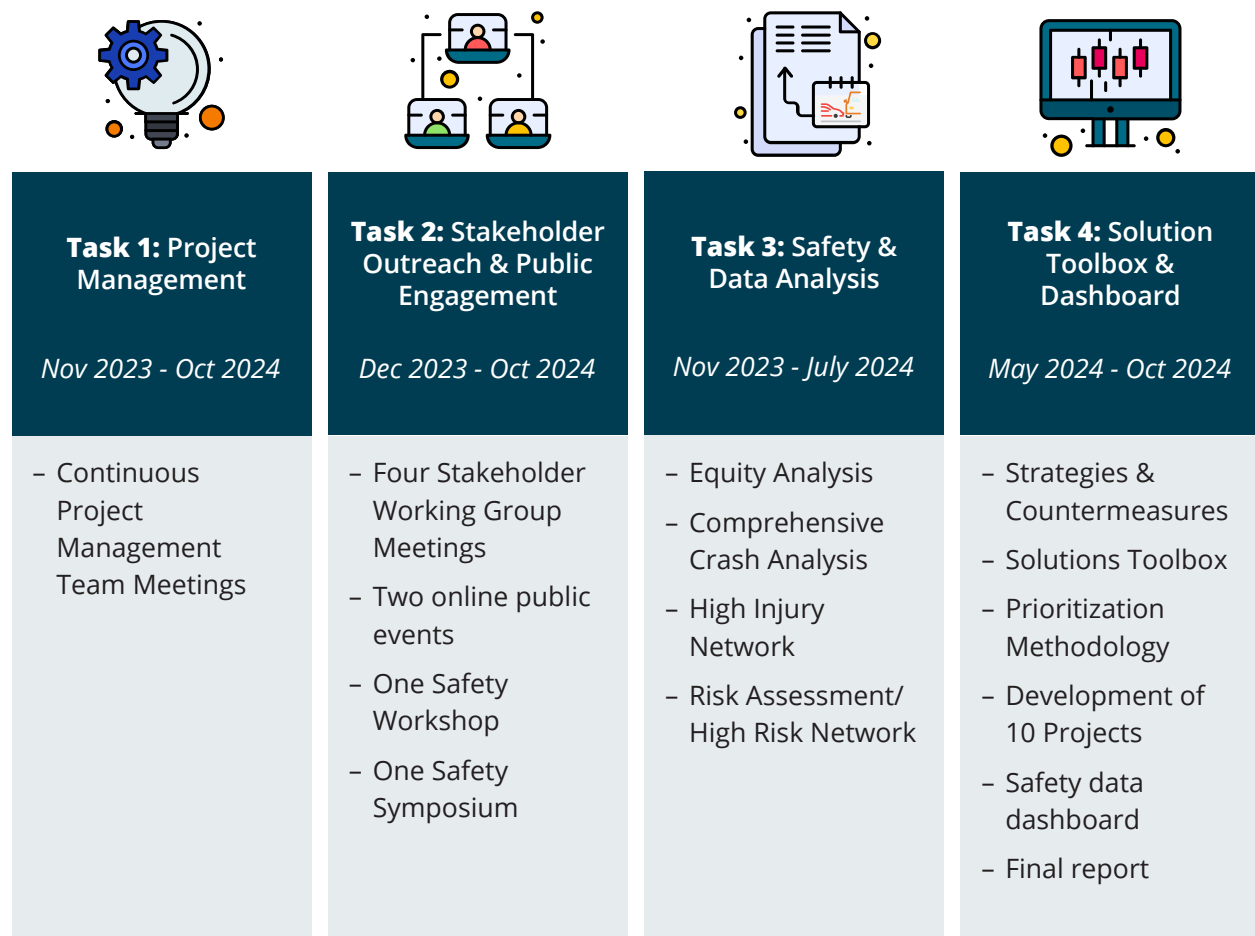 Task 1: Project
Management
Nov 2023 - Oct 2024
– Continuous
Project
Management
Team Meetings
Task 2: Stakeholder
Outreach & Public
Engagement
Dec 2023 - Oct 2024
– Four Stakeholder
Working Group
Meetings
– Two online public
events
– One Safety
Workshop
– One Safety
Symposium
Task 3: Safety &
Data Analysis
Nov 2023 - July 2024
– Equity Analysis
– Comprehensive
Crash Analysis
– High Injury
Network
– Risk Assessment/
High Risk Network
Task 4: Solution
Toolbox &
Dashboard
May 2024 - Oct 2024
– Strategies &
Countermeasures
– Solutions Toolbox
– Prioritization
Methodology
– Development of
10 Projects
– Safety data
dashboard
– Final report